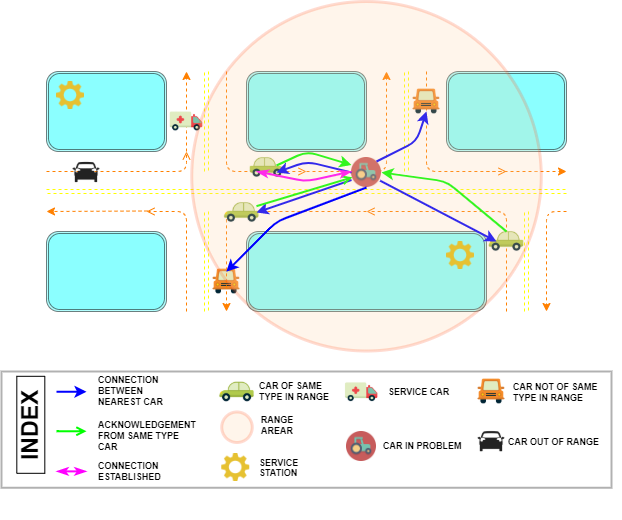 INDEX
CONNECTION
BETWEEN
NEAREST CAR
ACKNOWLEDGEMENT
FROM SAME TYPE
CAR
CONNECTION
ESTABLISHED
CAR OF SAME
TYPE IN RANGE
RANGE
AREAR
SERVICE
STATION
SERVICE CAR
CAR IN PROBLEM
CAR NOT OF SAME
TYPE IN RANGE
CAR OUT OF RANGE